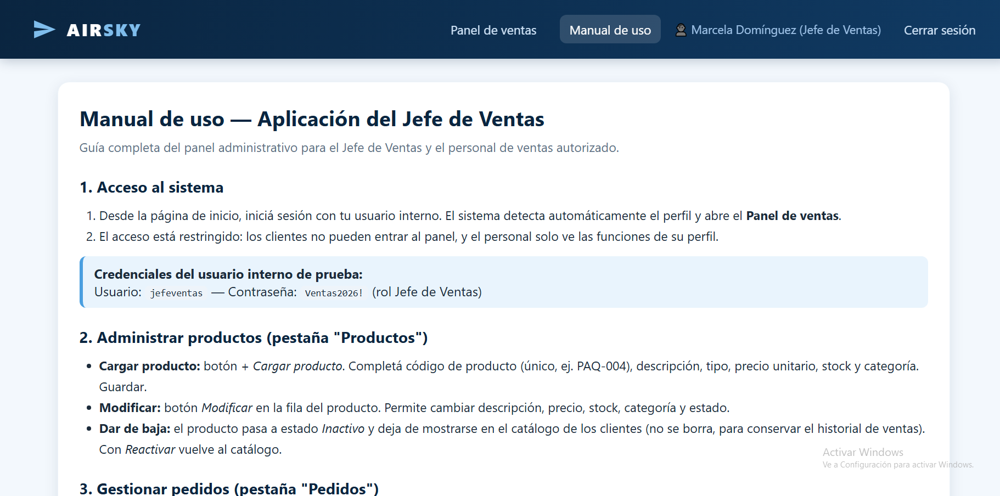 AIRSKY
Panel de ventas
Manual de uso
Marcela Domínguez (Jefe de Ventas)
Cerrar sesión
Manual de uso — Aplicación del Jefe de Ventas
Guía completa del panel administrativo para el Jefe de Ventas y el personal de ventas autorizado.
1. Acceso al sistema
1. Desde la página de inicio, iniciá sesión con tu usuario interno. El sistema detecta automáticamente el perfil y abre el Panel de ventas.
2. El acceso está restringido: los clientes no pueden entrar al panel, y el personal solo ve las funciones de su perfil.
Credenciales del usuario interno de prueba:
Usuario: jefeventas — Contraseña: Ventas2026! (rol Jefe de Ventas)
2. Administrar productos (pestaña "Productos")
• Cargar producto: botón + Cargar producto. Completá código de producto (único, ej. PAQ-004), descripción, tipo, precio unitario, stock y categoría.
Guardar.
• Modificar: botón Modificar en la fila del producto. Permite cambiar descripción, precio, stock, categoría y estado.
• Dar de baja: el producto pasa a estado Inactivo y deja de mostrarse en el catálogo de los clientes (no se borra, para conservar el historial de ventas).
Con Reactivar vuelve al catálogo.
Activar Windows
Ve a Configuración para activar Windows.
3. Gestionar pedidos (pestaña "Pedidos")